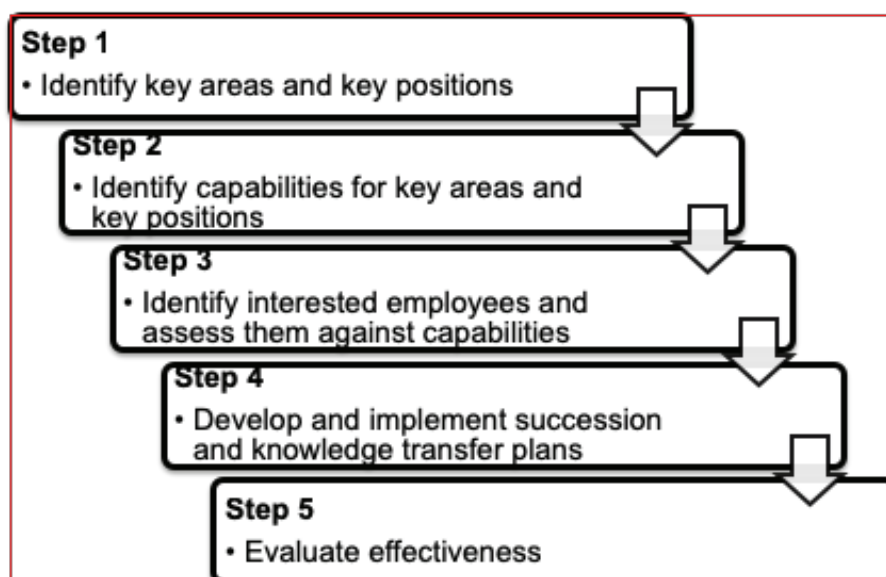 Step 1
• Identify key areas and key positions
Step 2
• Identify capabilities for key areas and
key positions
Step 3
• Identify interested employees and
assess them against capabilities
Step 4
• Develop and implement succession
and knowledge transfer plans
Step 5
• Evaluate effectiveness